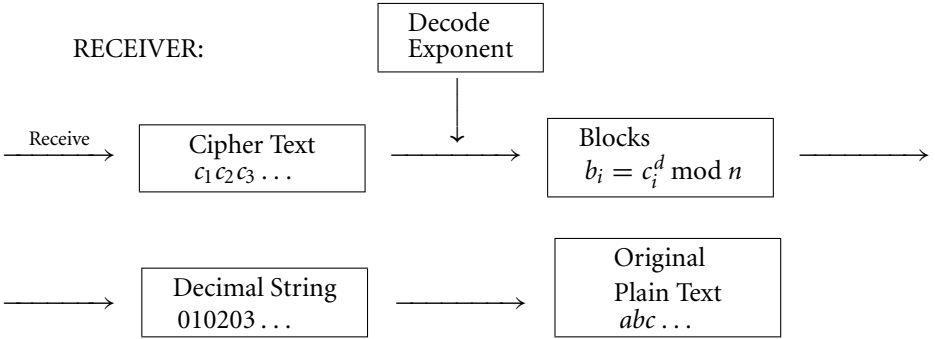 RECEIVER:
Decode
Exponent
Receive
Cipher Text
c₁c₂c₃ . . .
Blocks
bᵢ = cᵢᵈ mod n
Decimal String
010203 . . .
Original
Plain Text
abc . . .